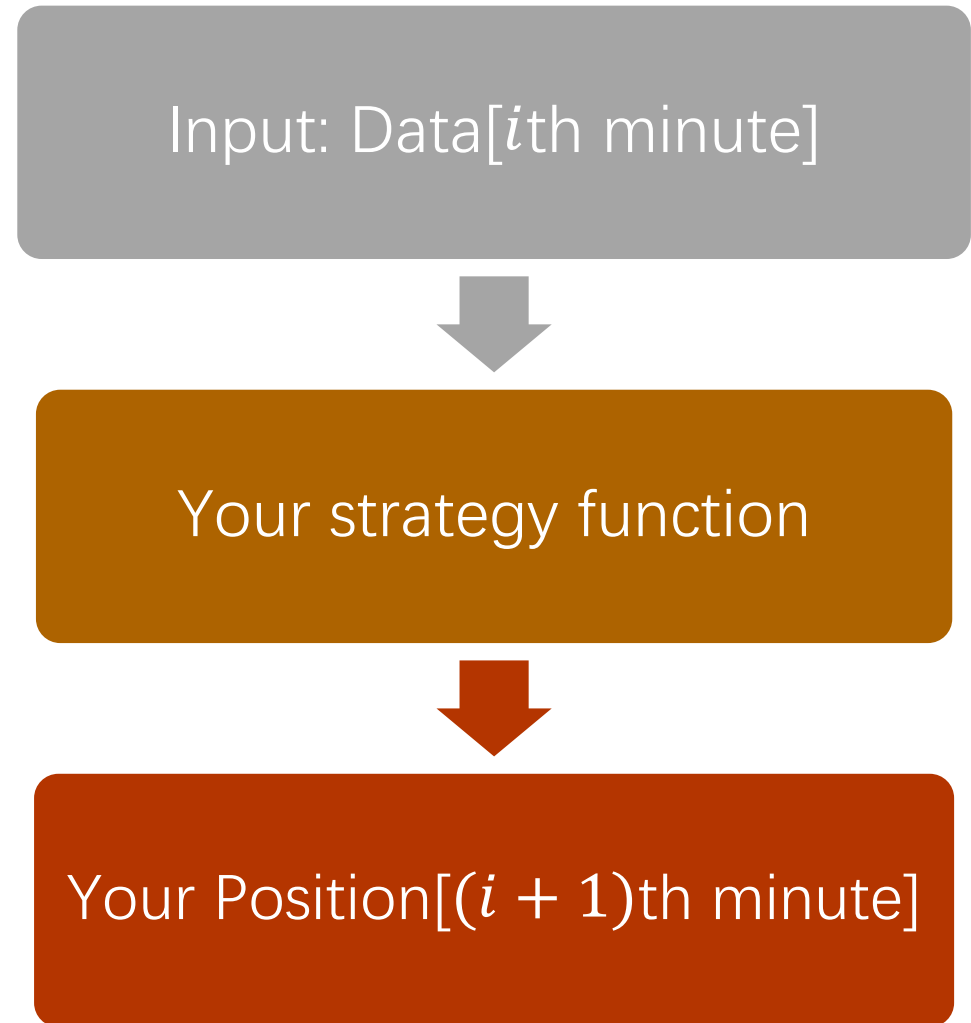 Input: Data[ith minute]
Your strategy function
Your Position[(i + 1)th minute]